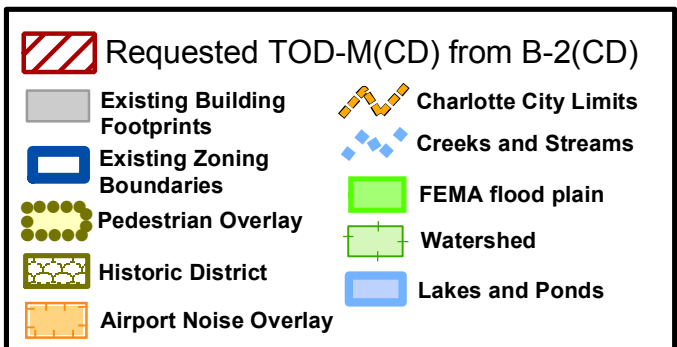 Requested TOD-M(CD) from B-2(CD)
Existing Building
Footprints
Existing Zoning
Boundaries
Pedestrian Overlay
Historic District
Airport Noise Overlay
Charlotte City Limits
Creeks and Streams
FEMA flood plain
Watershed
Lakes and Ponds